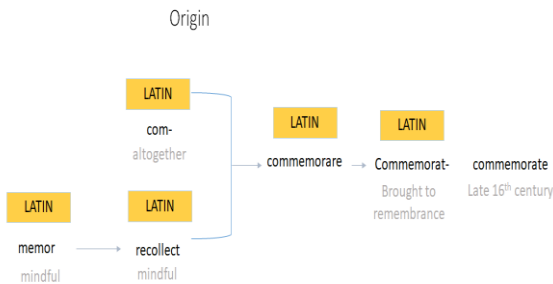 Origin
LATIN
com-
altogether
LATIN
commemorare
LATIN
Commemorat-
Brought to
remembrance
commemorate
Late 16th century
LATIN
memor
mindful
LATIN
recollect
mindful